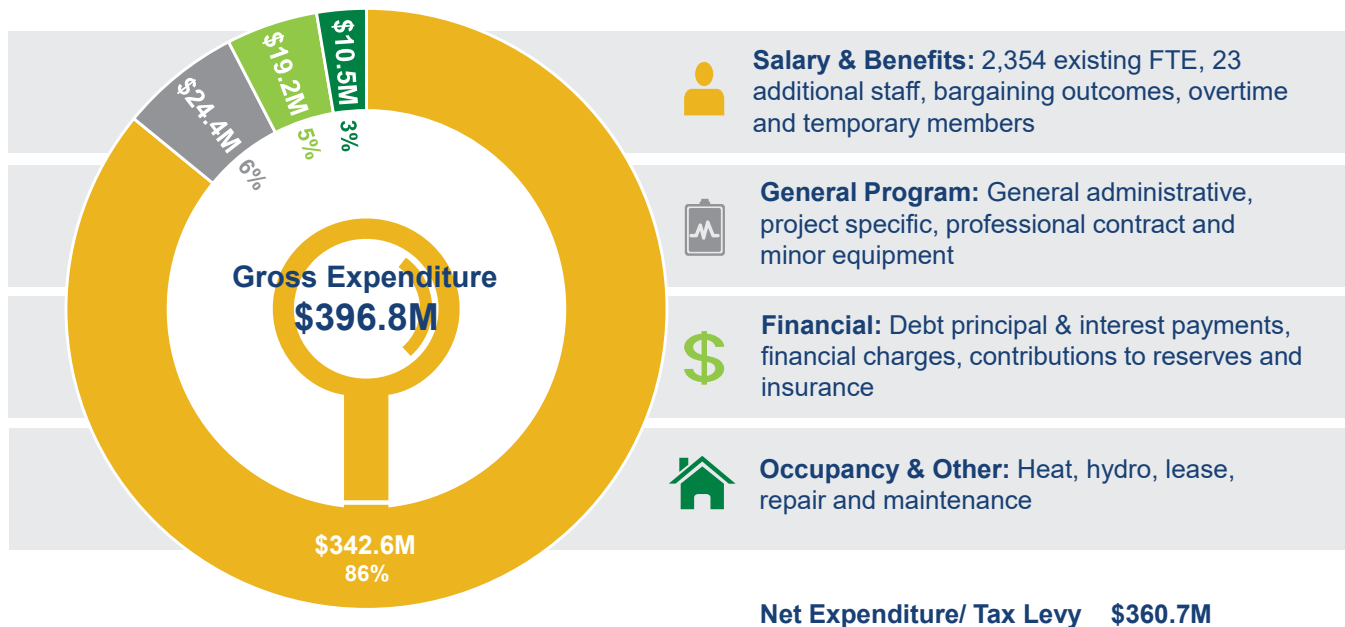 $10.5M
3%
$19.2M
5%
$24.4M
6%
Gross Expenditure
$396.8M
$342.6M
86%
Salary & Benefits: 2,354 existing FTE, 23
additional staff, bargaining outcomes, overtime
and temporary members
General Program: General administrative,
project specific, professional contract and
minor equipment
$
Financial: Debt principal & interest payments,
financial charges, contributions to reserves and
insurance
Occupancy & Other: Heat, hydro, lease,
repair and maintenance
Net Expenditure/ Tax Levy $360.7M